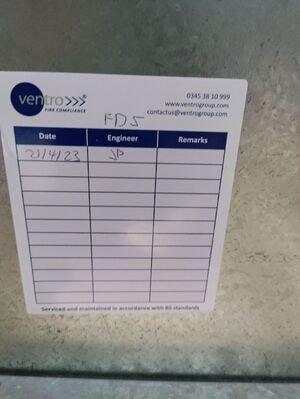 ventro>>>®
FIRE COMPLIANCE
0345 38 10 999
www.ventrogroup.com
contactus@ventrogroup.com
FD5
Date Engineer Remarks
21/4/23 JP
Serviced and maintained in accordance with BS standards